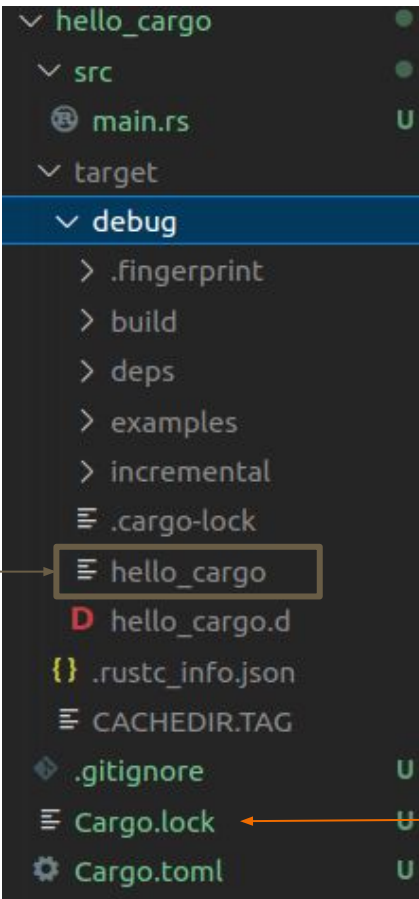 hello_cargo
src
main.rs U
target
debug
.fingerprint
build
deps
examples
incremental
.cargo-lock
hello_cargo
D hello_cargo.d
{} .rustc_info.json
CACHEDIR.TAG
.gitignore U
Cargo.lock U
Cargo.toml U